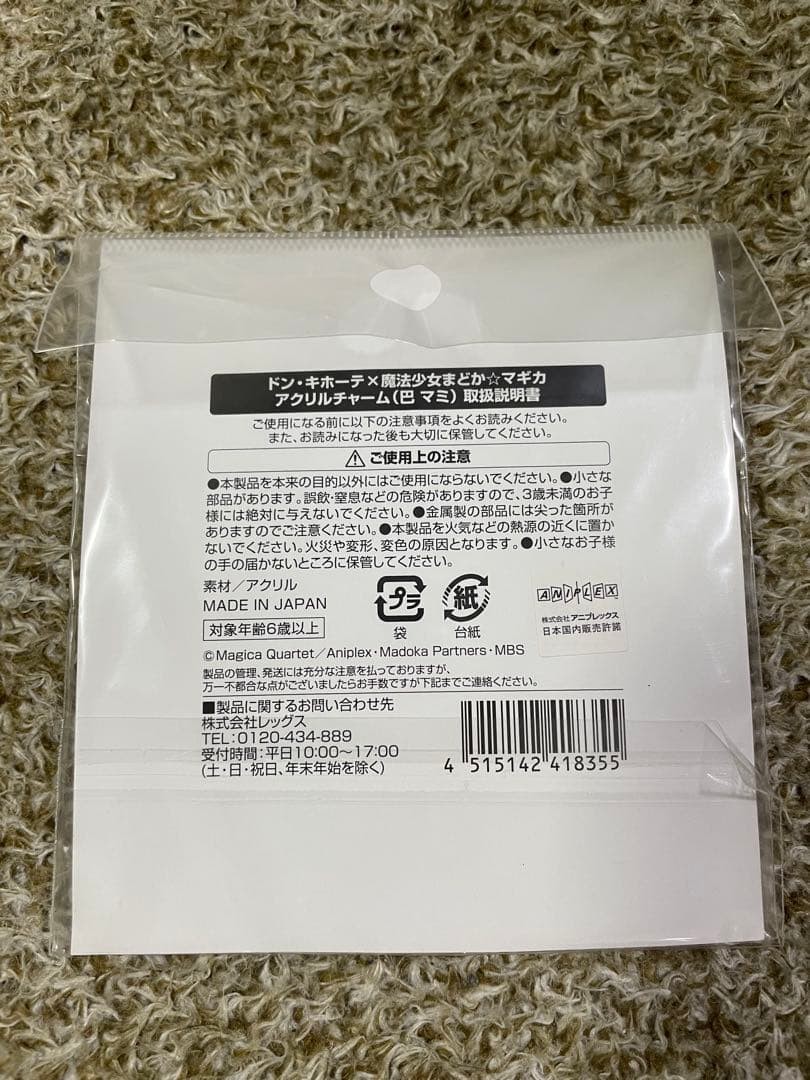 ドン・キホーテ×魔法少女まどか☆マギカ
アクリルチャーム（巴 マミ）取扱説明書
ご使用になる前に以下の注意事項をよくお読みください。
また、お読みになった後も大切に保管してください。
⚠ご使用上の注意
●本製品を本来の目的以外にはご使用にならないでください。●小さな
部品があります。誤飲・窒息などの危険がありますので、3歳未満のお子
様には絶対に与えないでください。●金属製の部品には尖った箇所が
ありますのでご注意ください。●本製品を火気などの熱源の近くに置か
ないでください。火災や変形、変色の原因となります。●小さなお子様
の手の届かないところに保管してください。
素材／アクリル
MADE IN JAPAN
対象年齢6歳以上
プラ
袋
紙
台紙
ANIPLEX
株式会社アニプレックス
日本国内販売許諾
©Magica Quartet／Aniplex・Madoka Partners・MBS
製品の管理、発送には充分な注意を払っておりますが、
万一不都合な点がございましたらお手数ですが下記までご連絡ください。
■製品に関するお問い合わせ先
株式会社レッグス
TEL：0120-434-889
受付時間：平日10:00～17:00
(土・日・祝日、年末年始を除く)
4 515142 418355